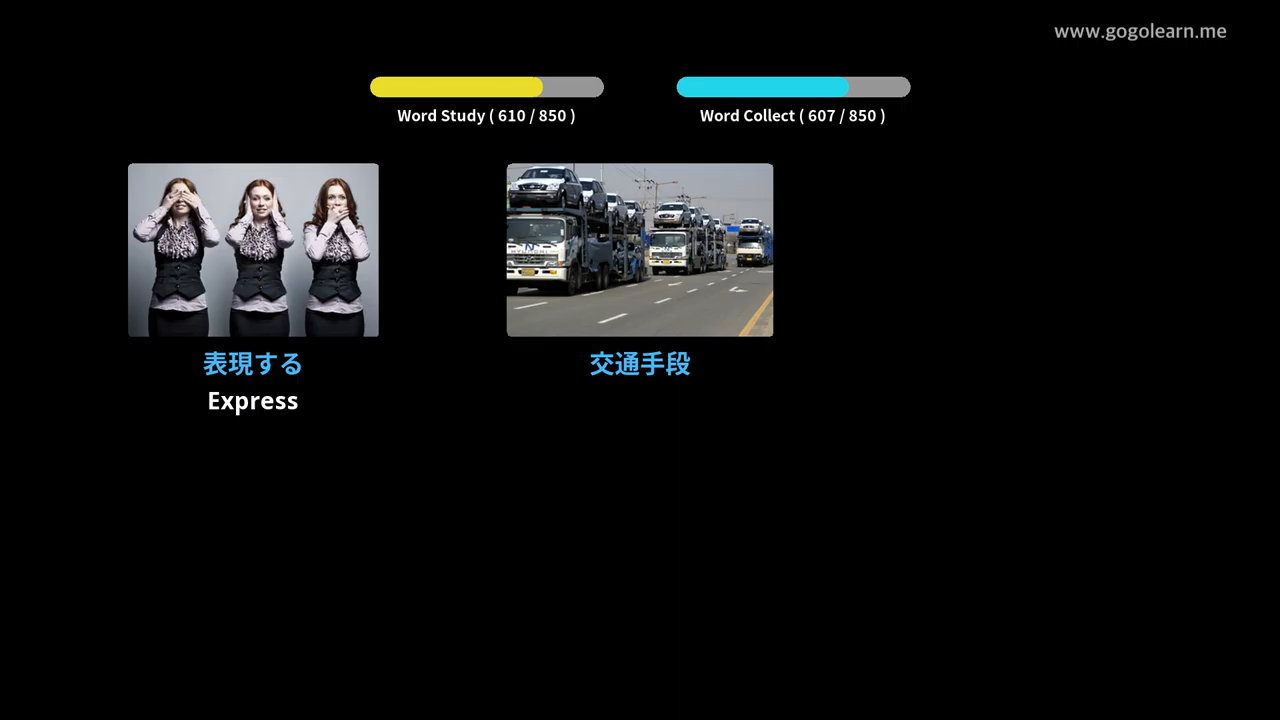 www.gogolearn.me
Word Study ( 610 / 850 )
Word Collect ( 607 / 850 )
表現する
Express
交通手段